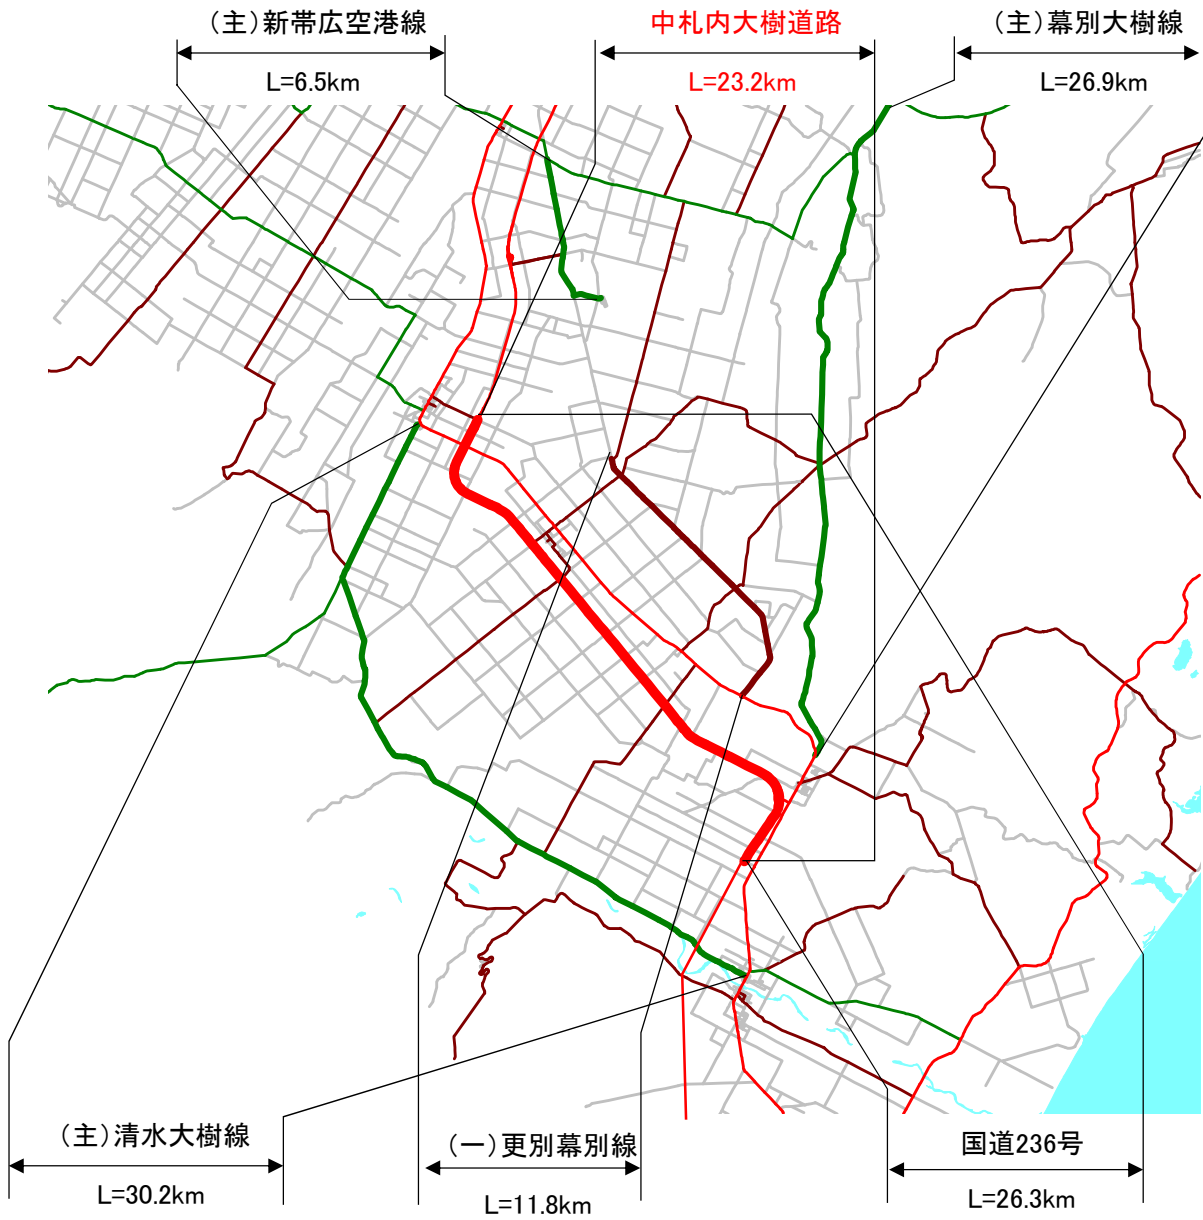 (主)新帯広空港線
L=6.5km
中札内大樹道路
L=23.2km
(主)幕別大樹線
L=26.9km
(主)清水大樹線
L=30.2km
(一)更別幕別線
L=11.8km
国道236号
L=26.3km